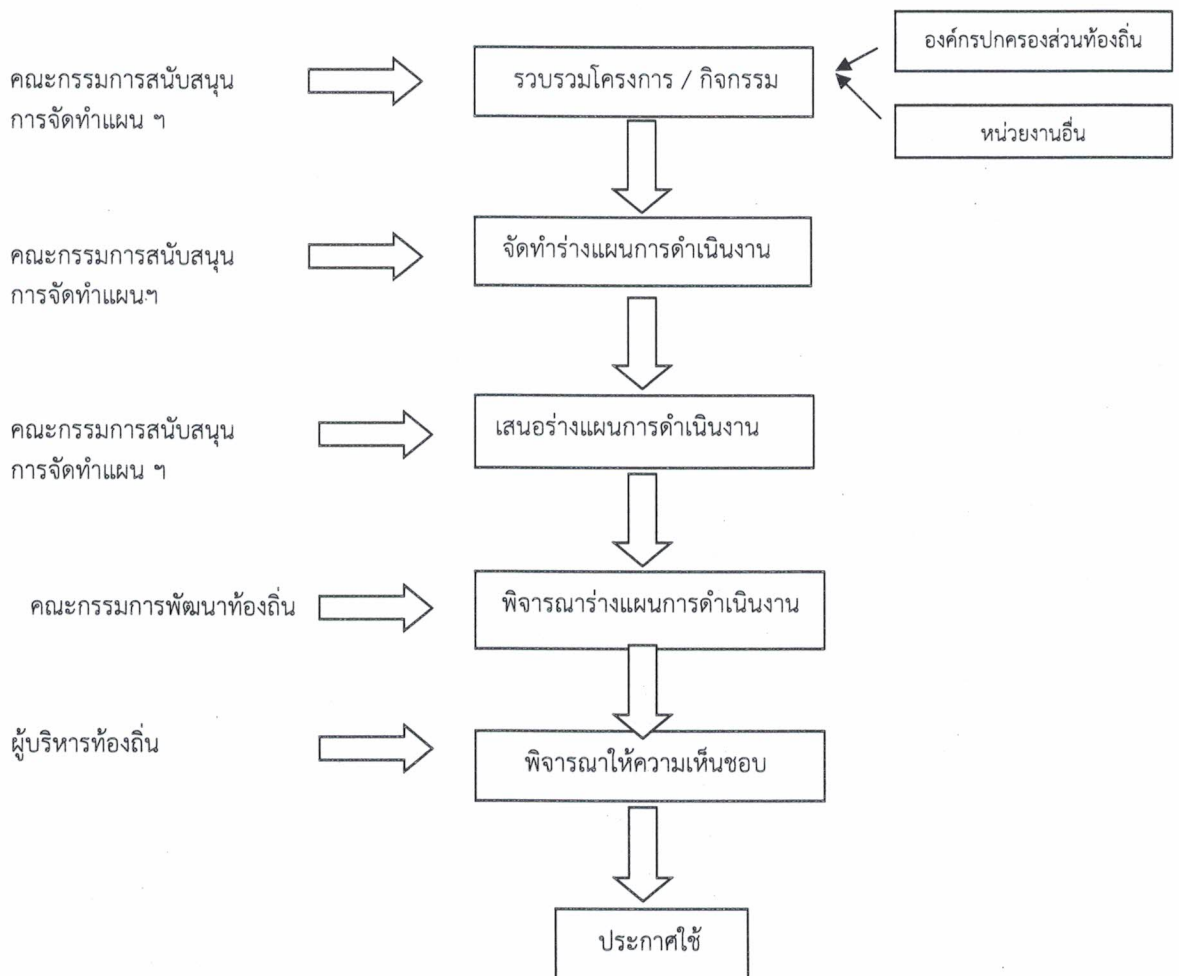 องค์กรปกครองส่วนท้องถิ่น
คณะกรรมการสนับสนุน
การจัดทำแผน ฯ
รวบรวมโครงการ / กิจกรรม
หน่วยงานอื่น
คณะกรรมการสนับสนุน
การจัดทำแผนฯ
จัดทำร่างแผนการดำเนินงาน
คณะกรรมการสนับสนุน
การจัดทำแผน ฯ
เสนอร่างแผนการดำเนินงาน
คณะกรรมการพัฒนาท้องถิ่น
พิจารณาร่างแผนการดำเนินงาน
ผู้บริหารท้องถิ่น
พิจารณาให้ความเห็นชอบ
ประกาศใช้